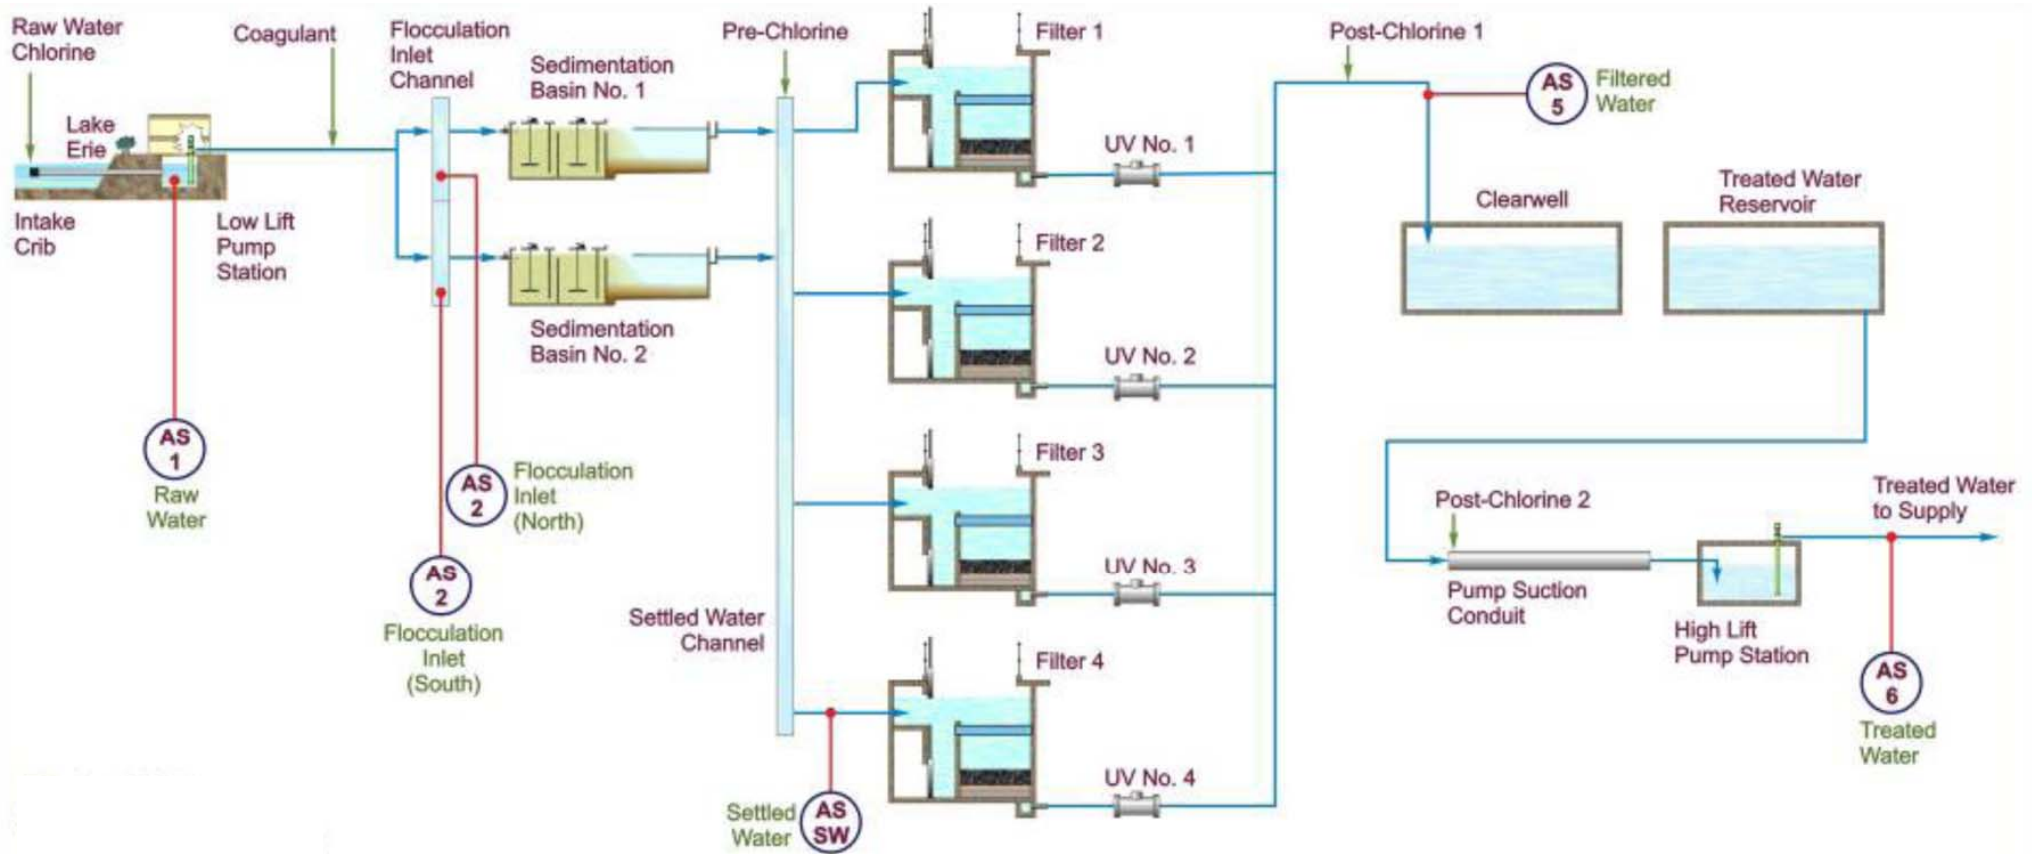 Raw Water
Chlorine
Coagulant
Flocculation
Inlet
Channel
Sedimentation
Basin No. 1
Pre-Chlorine
Filter 1
Post-Chlorine 1
AS
5
Filtered
Water
Lake
Erie
UV No. 1
Intake
Crib
Low Lift
Pump
Station
Clearwell
Treated Water
Reservoir
Filter 2
Sedimentation
Basin No. 2
UV No. 2
AS
1
Raw
Water
AS
2
Flocculation
Inlet
(North)
Filter 3
Post-Chlorine 2
Treated Water
to Supply
AS
2
Flocculation
Inlet
(South)
UV No. 3
Pump Suction
Conduit
High Lift
Pump Station
Settled Water
Channel
Filter 4
AS
6
Treated
Water
UV No. 4
Settled
Water
AS
SW